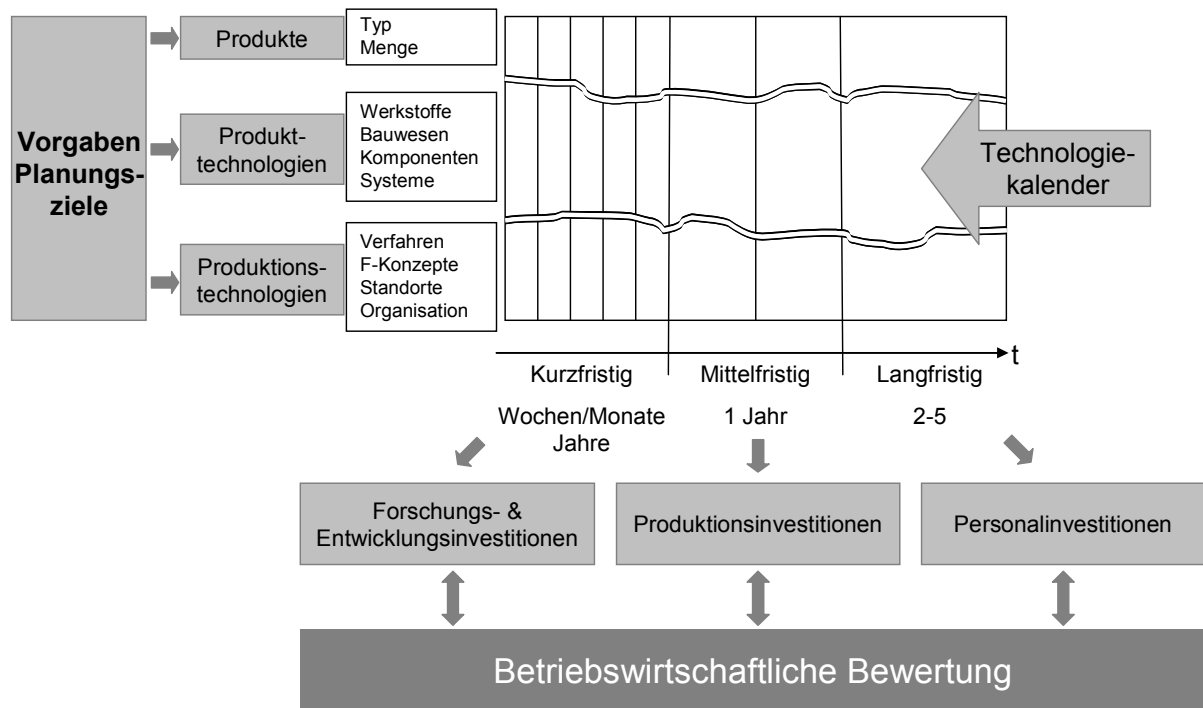 Vorgaben
Planungs-
ziele
Produkte
Typ
Menge
Produkt-
technologien
Werkstoffe
Bauwesen
Komponenten
Systeme
Produktions-
technologien
Verfahren
F-Konzepte
Standorte
Organisation
Technologie-
kalender
t
Kurzfristig
Mittelfristig
Langfristig
Wochen/Monate
Jahre
1 Jahr
2-5
Forschungs- &
Entwicklungsinvestitionen
Produktionsinvestitionen
Personalinvestitionen
Betriebswirtschaftliche Bewertung